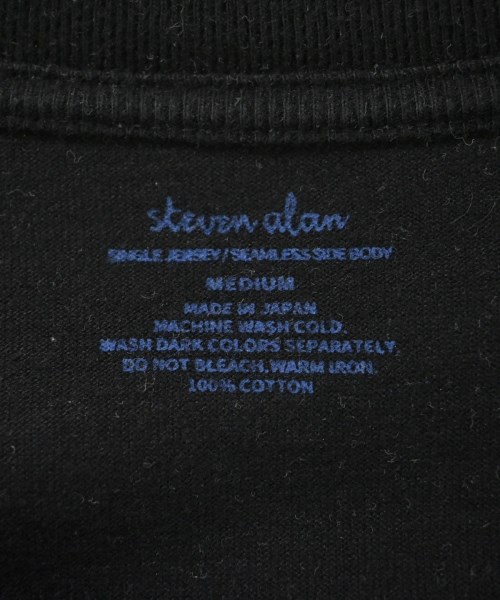 steven alan
SINGLE JERSEY/SEAMLESS SIDE BODY
MEDIUM
MADE IN JAPAN
MACHINE WASH COLD.
WASH DARK COLORS SEPARATELY.
DO NOT BLEACH.WARM IRON.
100% COTTON